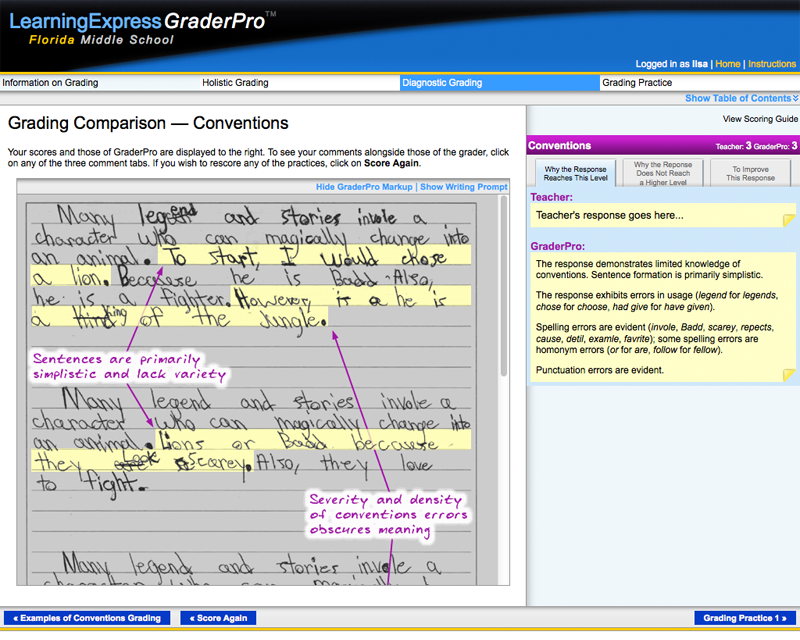 LearningExpress GraderPro™
Florida Middle School
Logged in as Ilsa | Home | Instructions
Information on Grading
Holistic Grading
Diagnostic Grading
Grading Practice
Show Table of Contents
Grading Comparison — Conventions
Your scores and those of GraderPro are displayed to the right. To see your comments alongside those of the grader, click
on any of the three comment tabs. If you wish to rescore any of the practices, click on Score Again.
Hide GraderPro Markup | Show Writing Prompt
Many legend and stories invole a
character who can magically change into
an animal. To start, I would chose
a lion. Beccause he is Badd. Also,
he is a fighter. However, is a he is
a thing of the Jungle.
Sentences are primarily
simplistic and lack variety
Many legend and stories invole a
character who can magically change into
an animal. Lions or Badd beccause
they scarey. Also, they love
to fight.
Severity and density
of conventions errors
obscures meaning
Many legend and stories invole a
View Scoring Guide
Conventions
Teacher: 3 GraderPro: 3
Why the Response
Reaches This Level
Why the Reponse
Does Not Reach
a Higher Level
To Improve
This Response
Teacher:
Teacher's response goes here...
GraderPro:
The response demonstrates limited knowledge of
conventions. Sentence formation is primarily simplistic.
The response exhibits errors in usage (legend for legends,
chose for choose, had give for have given).
Spelling errors are evident (invole, Badd, scarey, repects,
cause, detil, examle, favrite); some spelling errors are
homonym errors (or for are, follow for fellow).
Punctuation errors are evident.
« Examples of Conventions Grading
« Score Again
Grading Practice 1 »